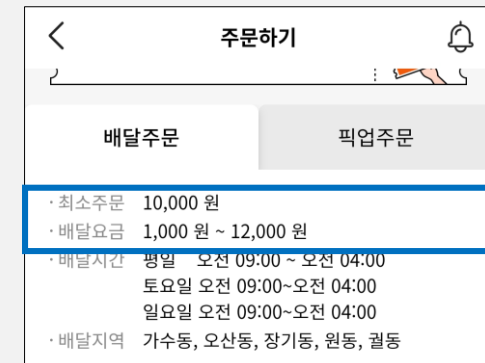 주문하기
배달주문 픽업주문
· 최소주문 10,000 원
· 배달요금 1,000 원 ~ 12,000 원
· 배달시간 평일 오전 09:00 ~ 오전 04:00
토요일 오전 09:00~오전 04:00
일요일 오전 09:00~오전 04:00
· 배달지역 가수동, 오산동, 장기동, 원동, 궐동